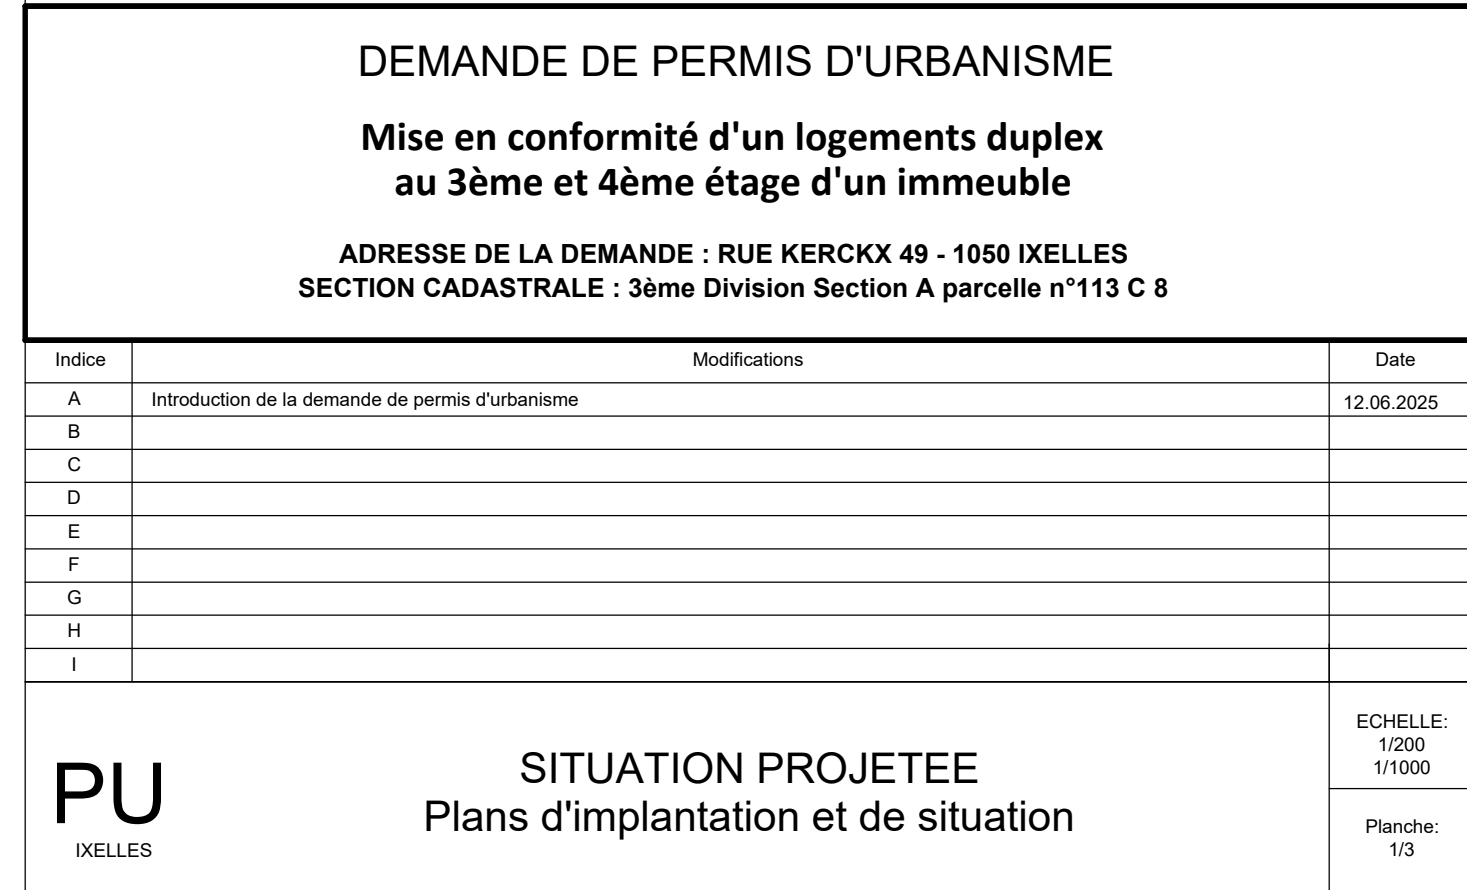 DEMANDE DE PERMIS D'URBANISME
Mise en conformité d'un logements duplex
au 3ème et 4ème étage d'un immeuble
ADRESSE DE LA DEMANDE : RUE KERCKX 49 - 1050 IXELLES
SECTION CADASTRALE : 3ème Division Section A parcelle n°113 C 8
Indice Modifications Date
A Introduction de la demande de permis d'urbanisme 12.06.2025
B
C
D
E
F
G
H
I
PU
IXELLES
SITUATION PROJETEE
Plans d'implantation et de situation
ECHELLE:
1/200
1/1000
Planche:
1/3